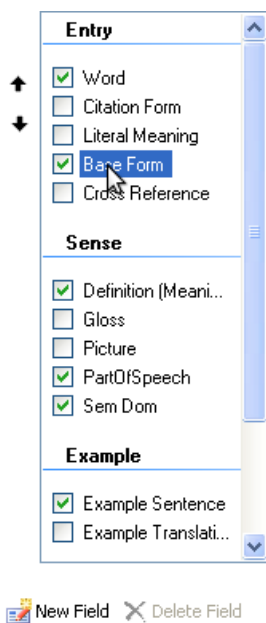 Entry
Word
Citation Form
Literal Meaning
Base Form
Cross Reference
Sense
Definition (Meani...
Gloss
Picture
PartOfSpeech
Sem Dom
Example
Example Sentence
Example Translati...
New Field Delete Field